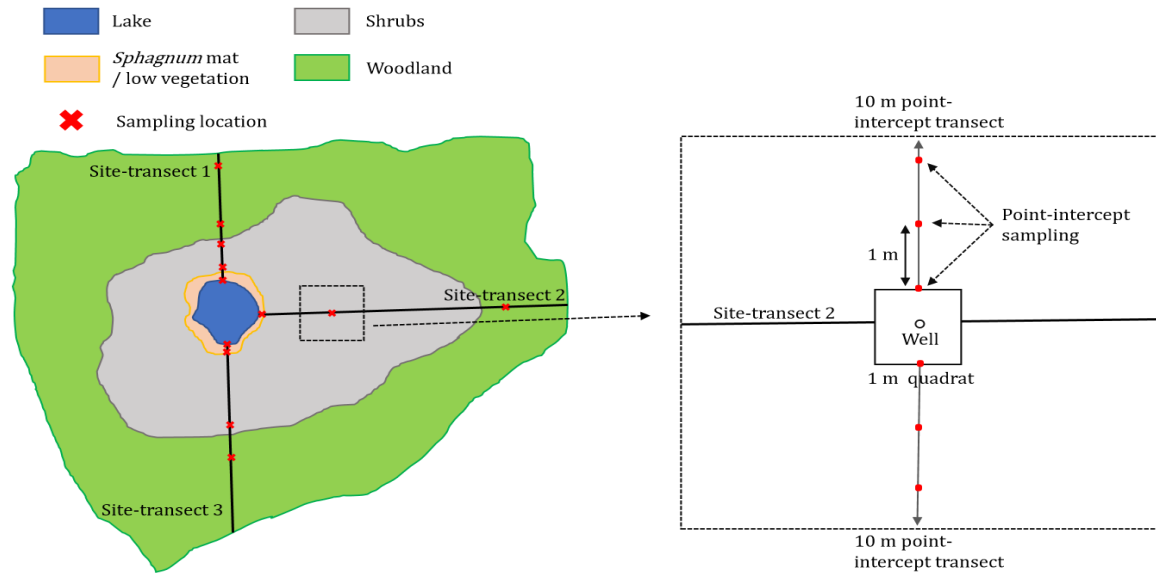 Lake
Shrubs
Sphagnum mat
/ low vegetation
Woodland
Sampling location
Site-transect 1
Site-transect 2
Site-transect 3
10 m point-
intercept transect
Point-intercept
sampling
1 m
Site-transect 2
Well
1 m quadrat
10 m point-
intercept transect